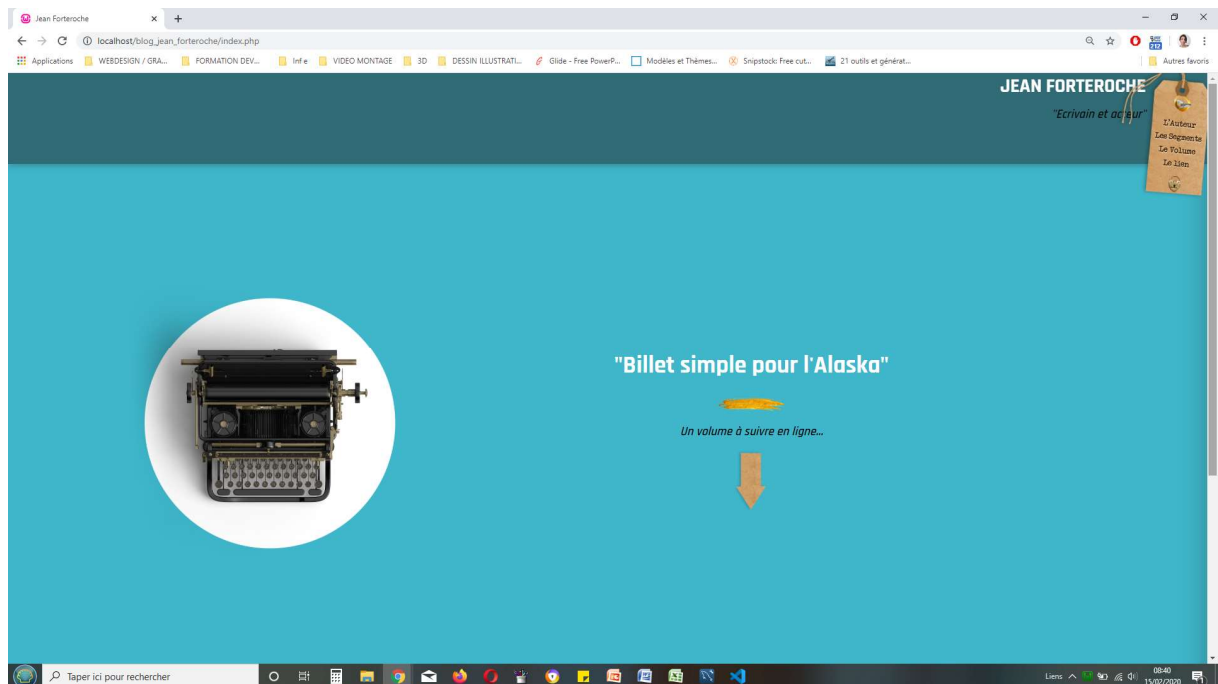 Jean Forteroche
localhost/blog_jean_forteroche/index.php
Applications WEBDESIGN / GRA... FORMATION DEV... Inf e VIDEO MONTAGE 3D DESSIN ILLUSTRATI... Glide - Free PowerP... Modèles et Thèmes... Snipstock: Free cut... 21 outils et générat... Autres favoris
JEAN FORTEROCHE
"Ecrivain et acteur"
L'Auteur
Les Segments
Le Volume
Le lien
"Billet simple pour l'Alaska"
Un volume à suivre en ligne...
Taper ici pour rechercher
Liens
08:40
15/02/2020